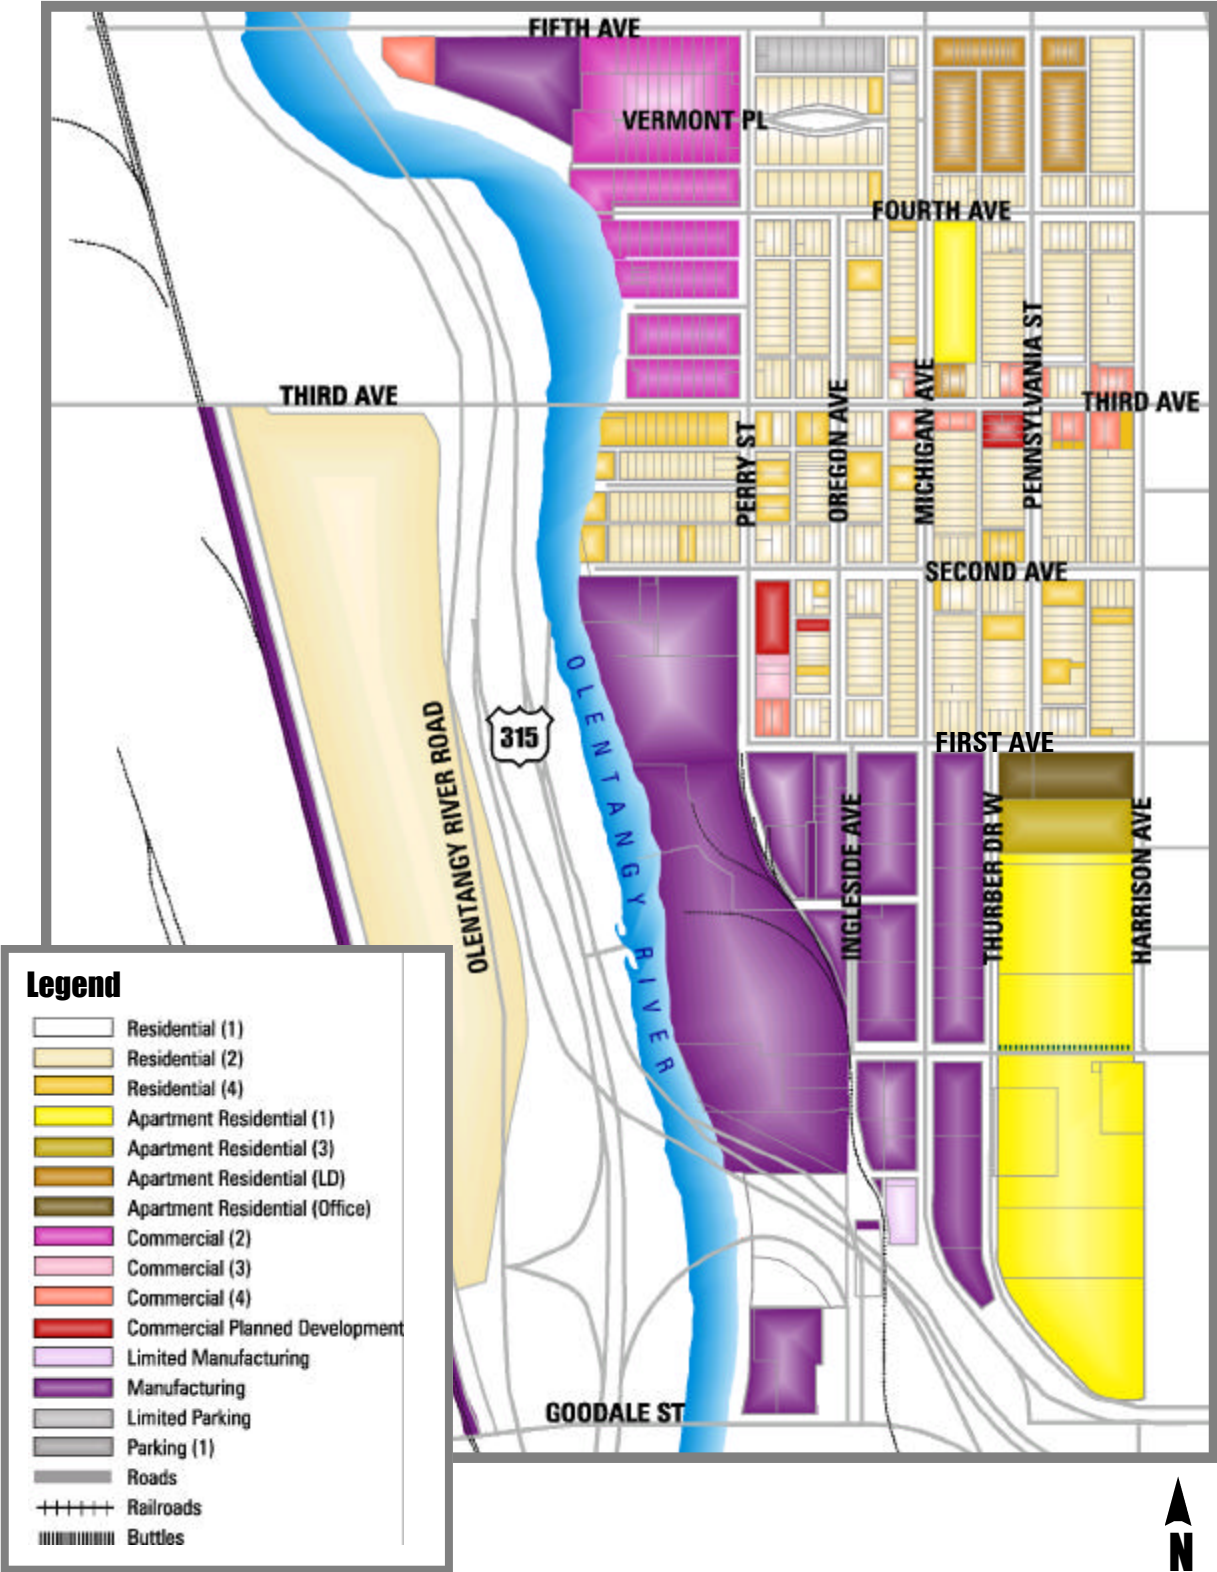 FIFTH AVE
VERMONT PL
FOURTH AVE
PENNSYLVANIA ST
MICHIGAN AVE
OREGON AVE
THIRD AVE
THIRD AVE
PERRY ST
SECOND AVE
OLENTANGY RIVER
315
OLENTANGY RIVER ROAD
FIRST AVE
INGLESIDE AVE
THURBER DR W
HARRISON AVE
GOODALE ST
Legend
Residential (1)
Residential (2)
Residential (4)
Apartment Residential (1)
Apartment Residential (3)
Apartment Residential (LD)
Apartment Residential (Office)
Commercial (2)
Commercial (3)
Commercial (4)
Commercial Planned Development
Limited Manufacturing
Manufacturing
Limited Parking
Parking (1)
Roads
Railroads
Buttles
N